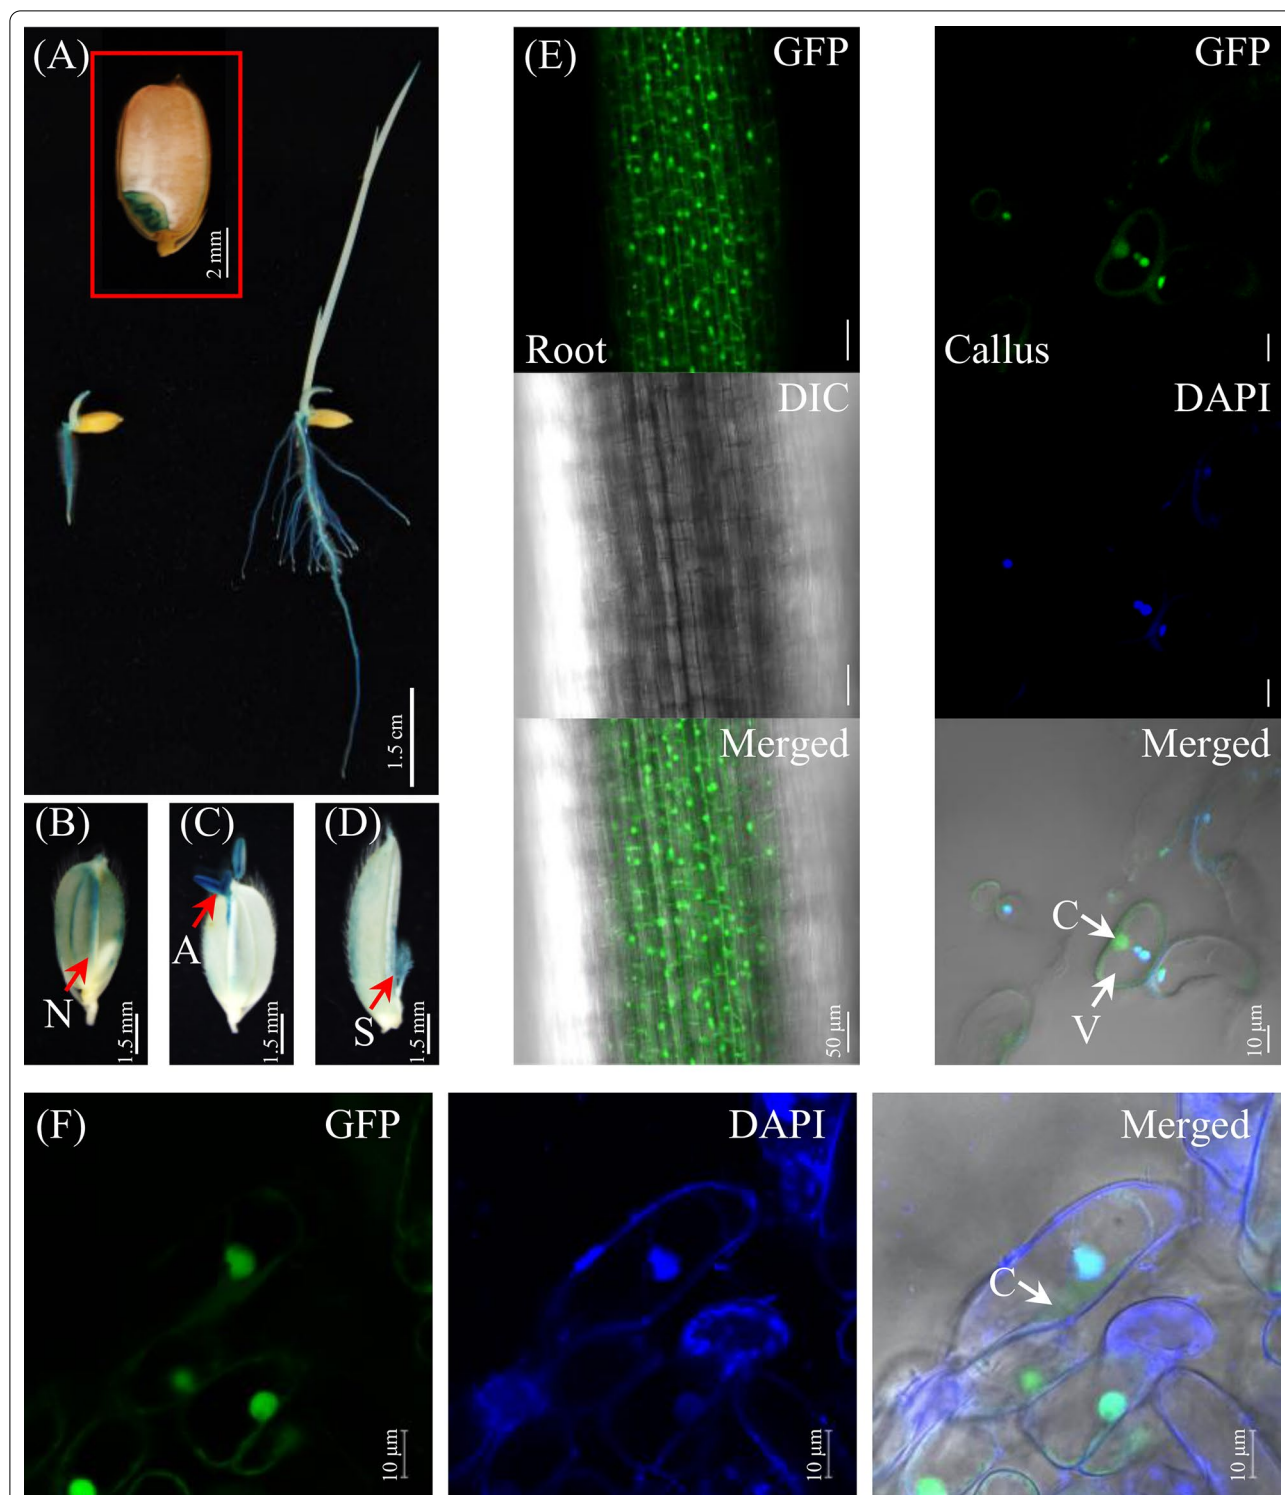 (A)
2 mm
1.5 cm
(B)
N
1.5 mm
(C)
A
1.5 mm
(D)
S
1.5 mm
(E)
GFP
Root
DIC
Merged
50 µm
GFP
Callus
DAPI
Merged
C
V
10 µm
(F)
GFP
10 µm
DAPI
10 µm
Merged
C
10 µm